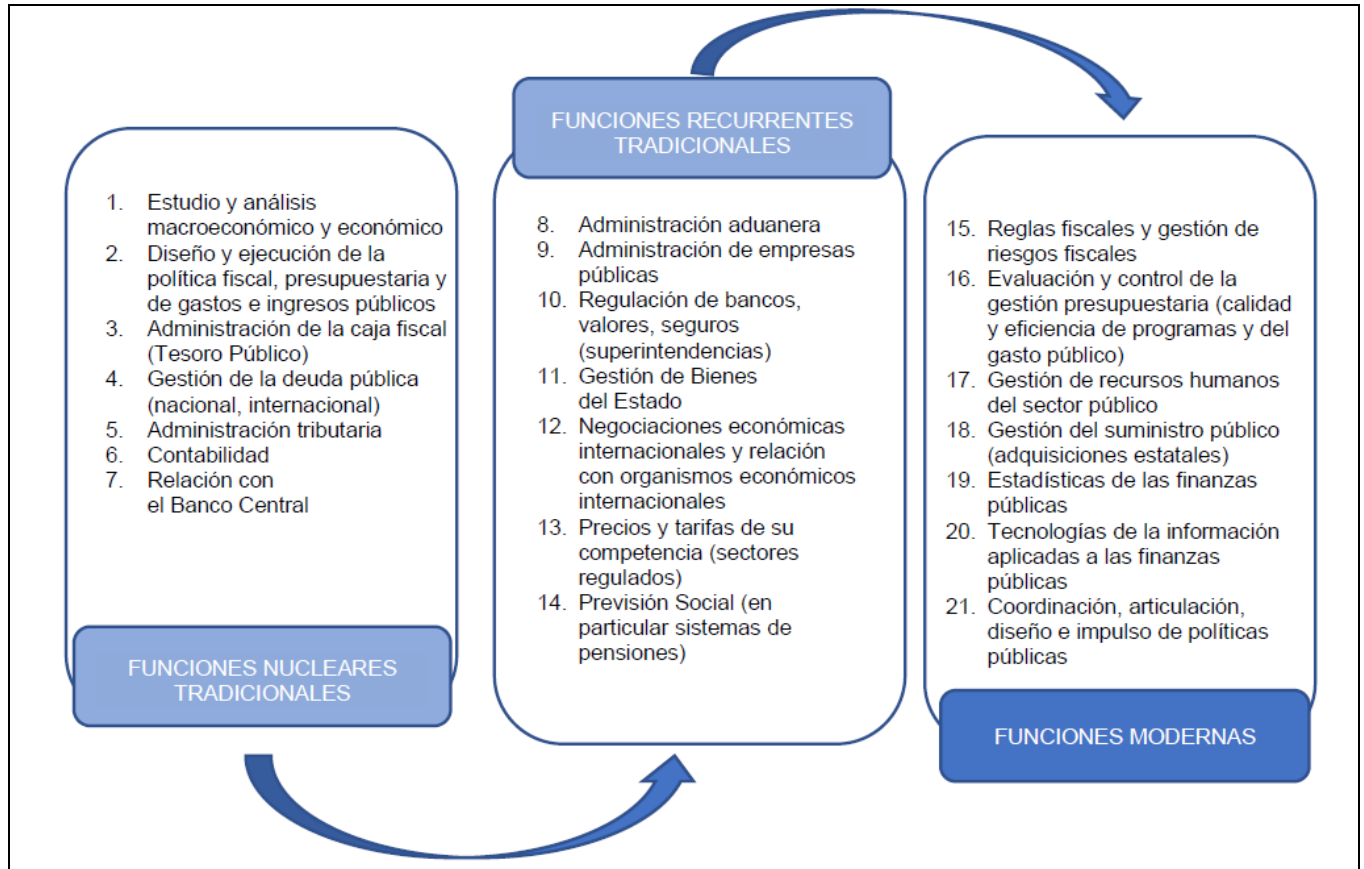 1. Estudio y análisis
macroeconómico y económico
2. Diseño y ejecución de la
política fiscal, presupuestaria y
de gastos e ingresos públicos
3. Administración de la caja fiscal
(Tesoro Público)
4. Gestión de la deuda pública
(nacional, internacional)
5. Administración tributaria
6. Contabilidad
7. Relación con
el Banco Central
FUNCIONES NUCLEARES
TRADICIONALES
FUNCIONES RECURRENTES
TRADICIONALES
8. Administración aduanera
9. Administración de empresas
públicas
10. Regulación de bancos,
valores, seguros
(superintendencias)
11. Gestión de Bienes
del Estado
12. Negociaciones económicas
internacionales y relación
con organismos económicos
internacionales
13. Precios y tarifas de su
competencia (sectores
regulados)
14. Previsión Social (en
particular sistemas de
pensiones)
15. Reglas fiscales y gestión de
riesgos fiscales
16. Evaluación y control de la
gestión presupuestaria (calidad
y eficiencia de programas y del
gasto público)
17. Gestión de recursos humanos
del sector público
18. Gestión del suministro público
(adquisiciones estatales)
19. Estadísticas de las finanzas
públicas
20. Tecnologías de la información
aplicadas a las finanzas
públicas
21. Coordinación, articulación,
diseño e impulso de políticas
públicas
FUNCIONES MODERNAS